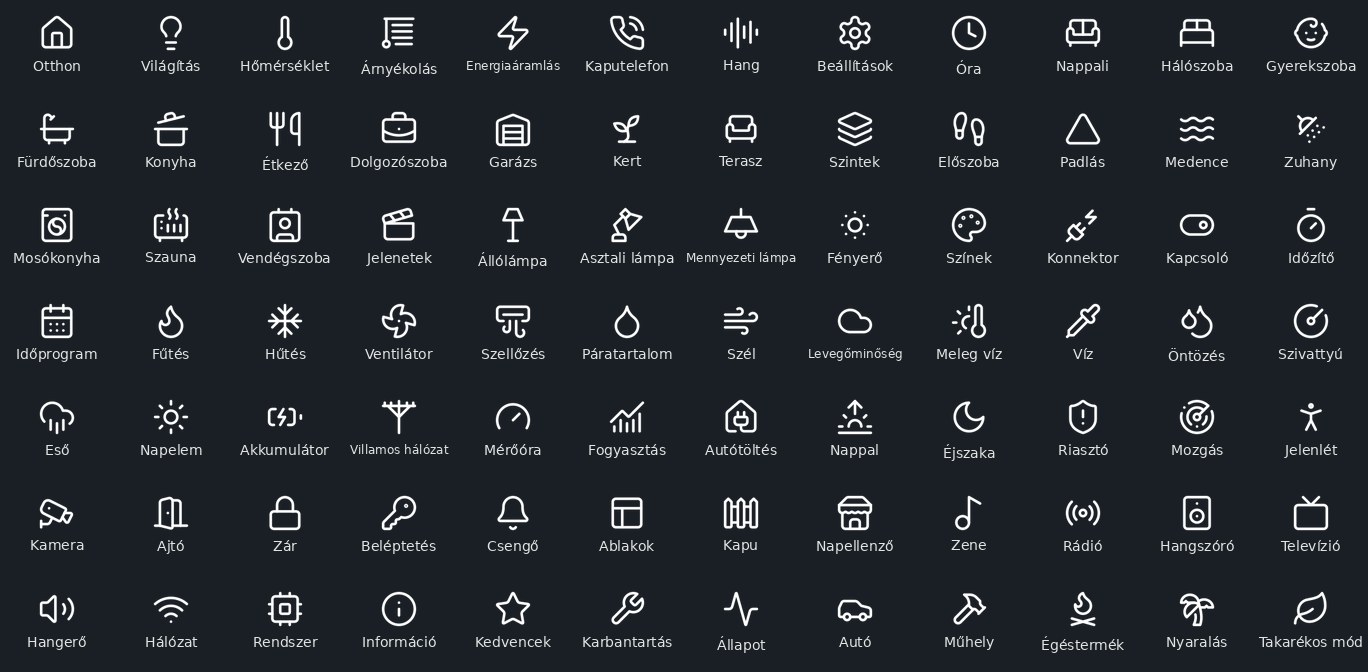 Otthon Világítás Hőmérséklet Árnyékolás Energiaáramlás Kaputelefon Hang Beállítások Óra Nappali Hálószoba Gyerekszoba
Fürdőszoba Konyha Étkező Dolgozószoba Garázs Kert Terasz Szintek Előszoba Padlás Medence Zuhany
Mosókonyha Szauna Vendégszoba Jelenetek Állólámpa Asztali lámpa Mennyezeti lámpa Fényerő Színek Konnektor Kapcsoló Időzítő
Időprogram Fűtés Hűtés Ventilátor Szellőzés Páratartalom Szél Levegőminőség Meleg víz Víz Öntözés Szivattyú
Eső Napelem Akkumulátor Villamos hálózat Mérőóra Fogyasztás Autótöltés Nappal Éjszaka Riasztó Mozgás Jelenlét
Kamera Ajtó Zár Beléptetés Csengő Ablakok Kapu Napellenző Zene Rádió Hangszóró Televízió
Hangerő Hálózat Rendszer Információ Kedvencek Karbantartás Állapot Autó Műhely Égéstermék Nyaralás Takarékos mód